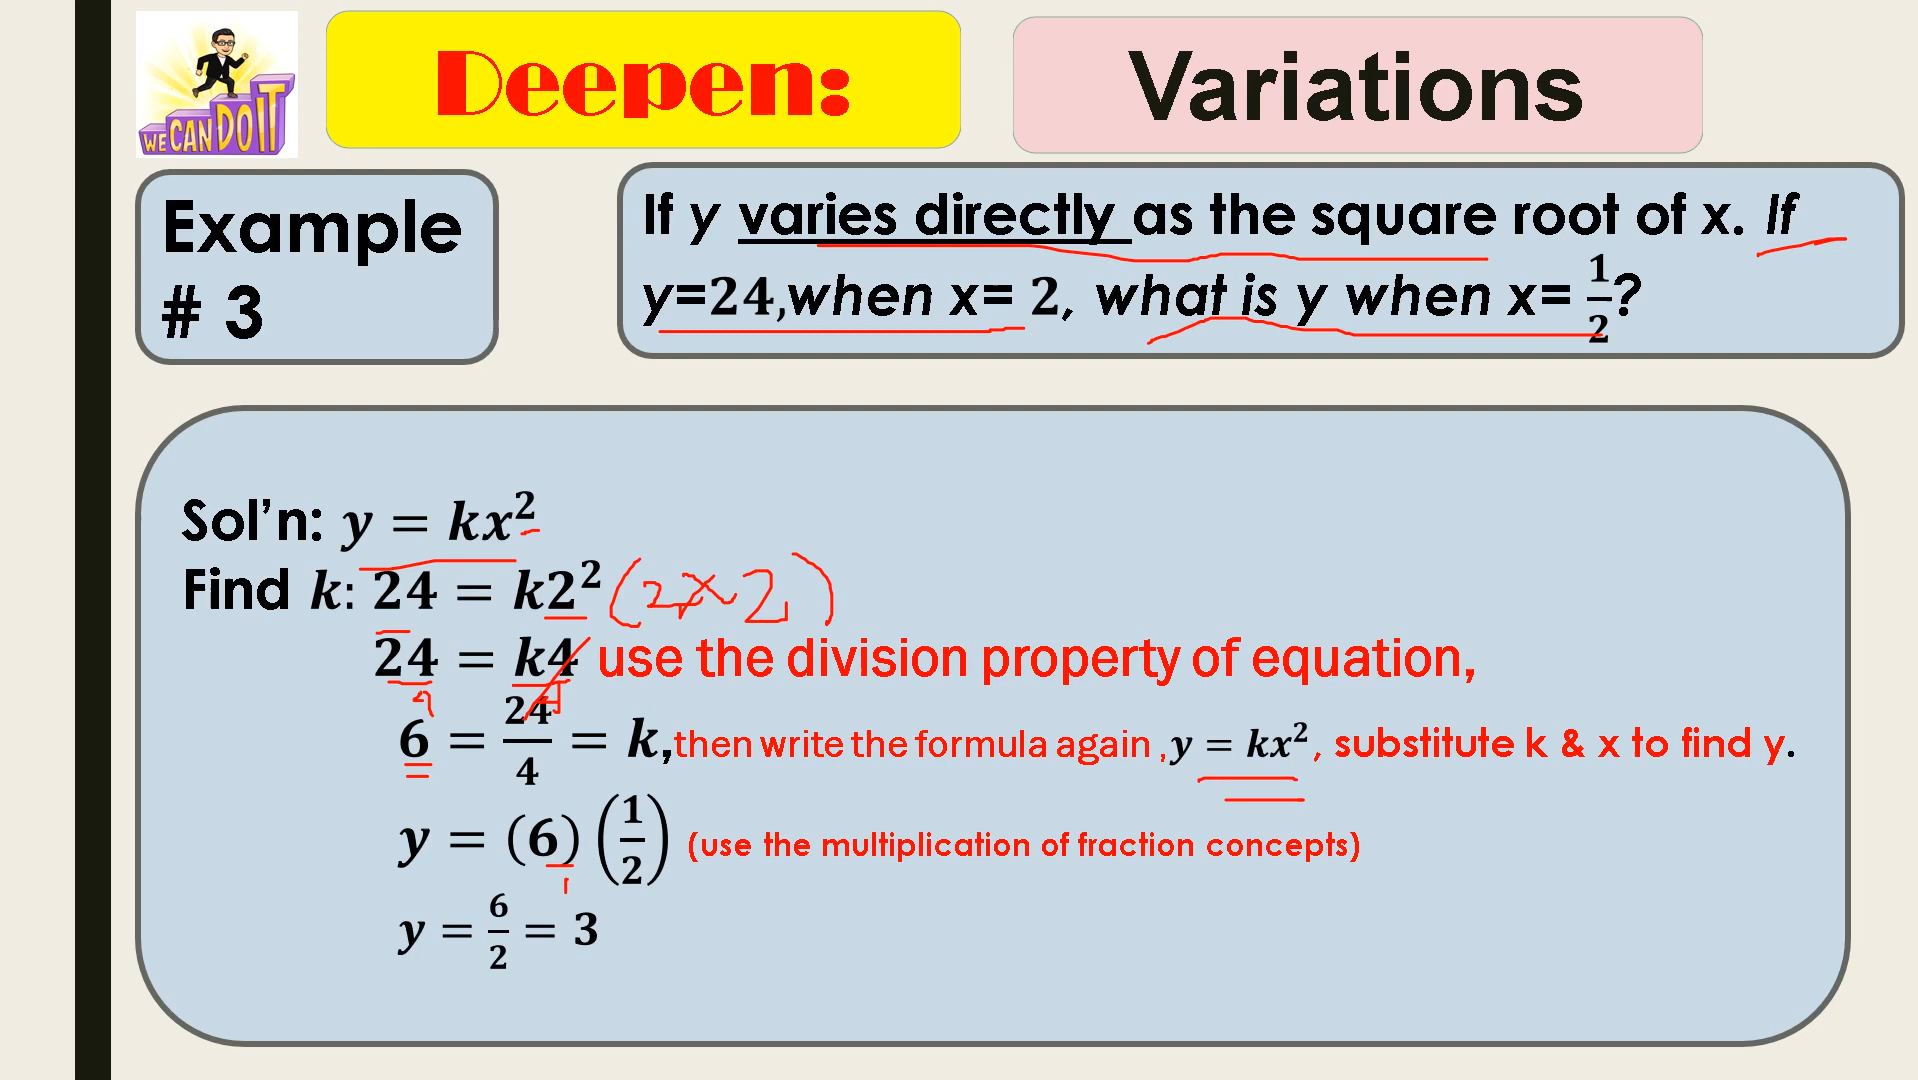 WE CAN DO IT
Deepen:
Variations
Example
# 3
If y varies directly as the square root of x. If
y=24,when x= 2, what is y when x= 1/2?
Sol’n: y = kx²
Find k: 24 = k2² (2x2)
24 = k4 use the division property of equation,
6 = 24/4 = k,then write the formula again ,y = kx², substitute k & x to find y.
y = (6)(1/2) (use the multiplication of fraction concepts)
y = 6/2 = 3